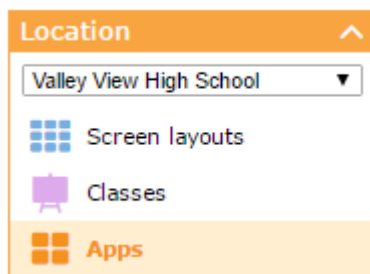 Location
Valley View High School
Screen layouts
Classes
Apps